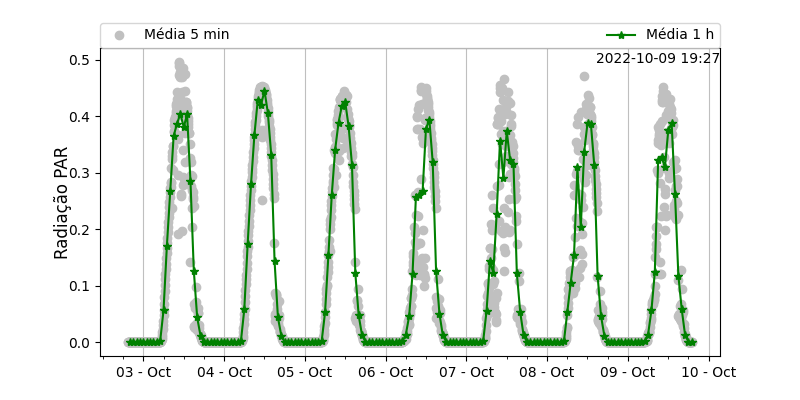 Média 5 min
Média 1 h
2022-10-09 19:27
Radiação PAR
0.5
0.4
0.3
0.2
0.1
0.0
03 - Oct
04 - Oct
05 - Oct
06 - Oct
07 - Oct
08 - Oct
09 - Oct
10 - Oct